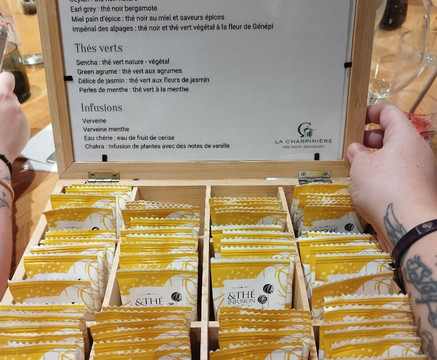 Earl grey : thé noir bergamote
Miel pain d'épice : thé noir au miel et saveurs épices
Impérial des alpages : thé noir et thé vert végétal à la fleur de Génépi
Thés verts
Sencha : thé vert nature - végétal
Green agrume : thé vert aux agrumes
Délice de jasmin : thé vert aux fleurs de jasmin
Perles de menthe : thé vert à la menthe
Infusions
Verveine
Verveine menthe
Eau chérie : eau de fruit de cerise
Chakra : infusion de plantes avec des notes de vanille
LA CHARPINIÈRE
&THÉ
&THÉ
INFUSION